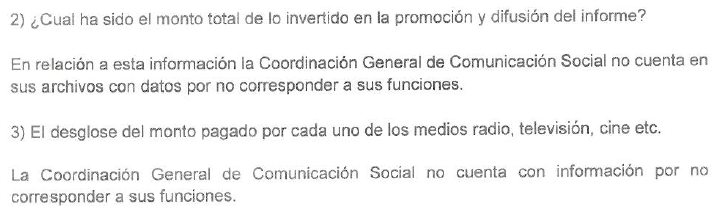 2) ¿Cual ha sido el monto total de lo invertido en la promoción y difusión del informe?
En relación a esta información la Coordinación General de Comunicación Social no cuenta en
sus archivos con datos por no corresponder a sus funciones.
3) El desglose del monto pagado por cada uno de los medios radio, televisión, cine etc.
La Coordinación General de Comunicación Social no cuenta con información por no
corresponder a sus funciones.